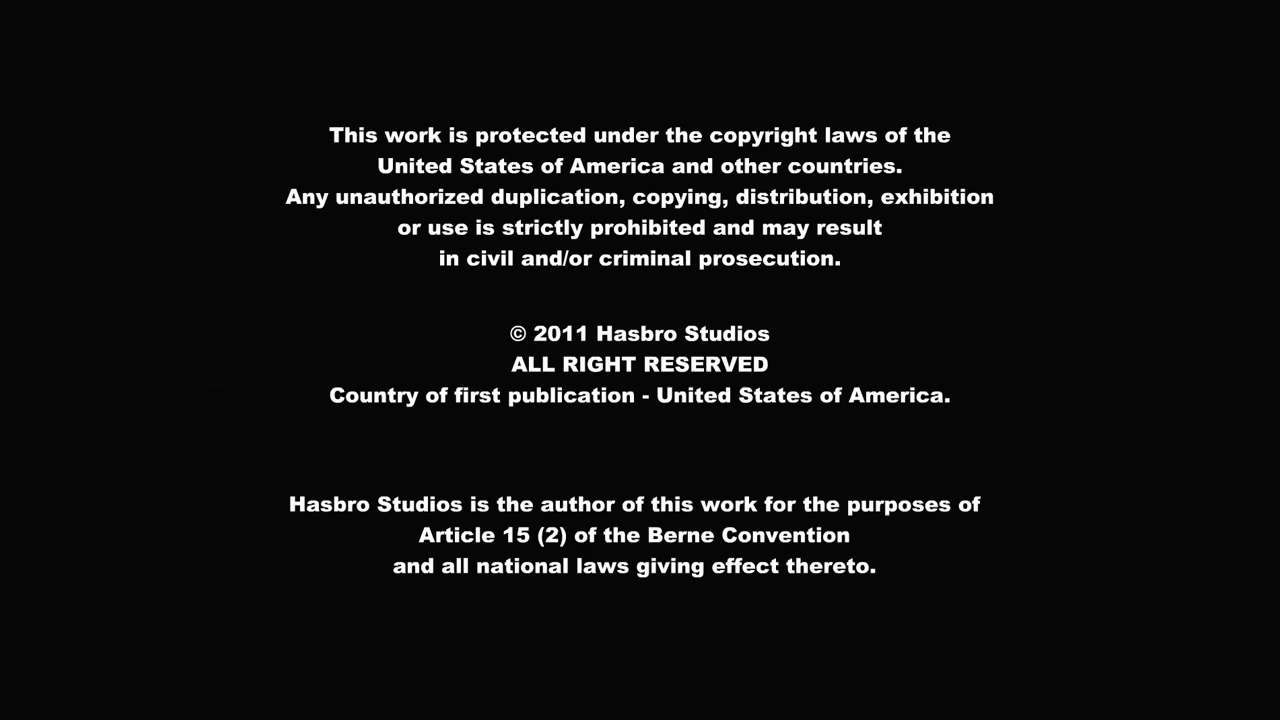 This work is protected under the copyright laws of the
United States of America and other countries.
Any unauthorized duplication, copying, distribution, exhibition
or use is strictly prohibited and may result
in civil and/or criminal prosecution.
© 2011 Hasbro Studios
ALL RIGHT RESERVED
Country of first publication - United States of America.
Hasbro Studios is the author of this work for the purposes of
Article 15 (2) of the Berne Convention
and all national laws giving effect thereto.